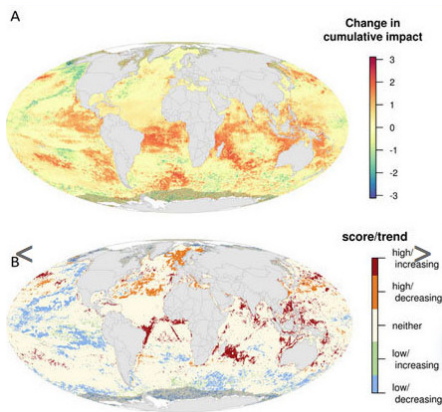 A
Change in
cumulative impact
3
2
1
0
-1
-2
-3
B
score/trend
high/
increasing
high/
decreasing
neither
low/
increasing
low/
decreasing